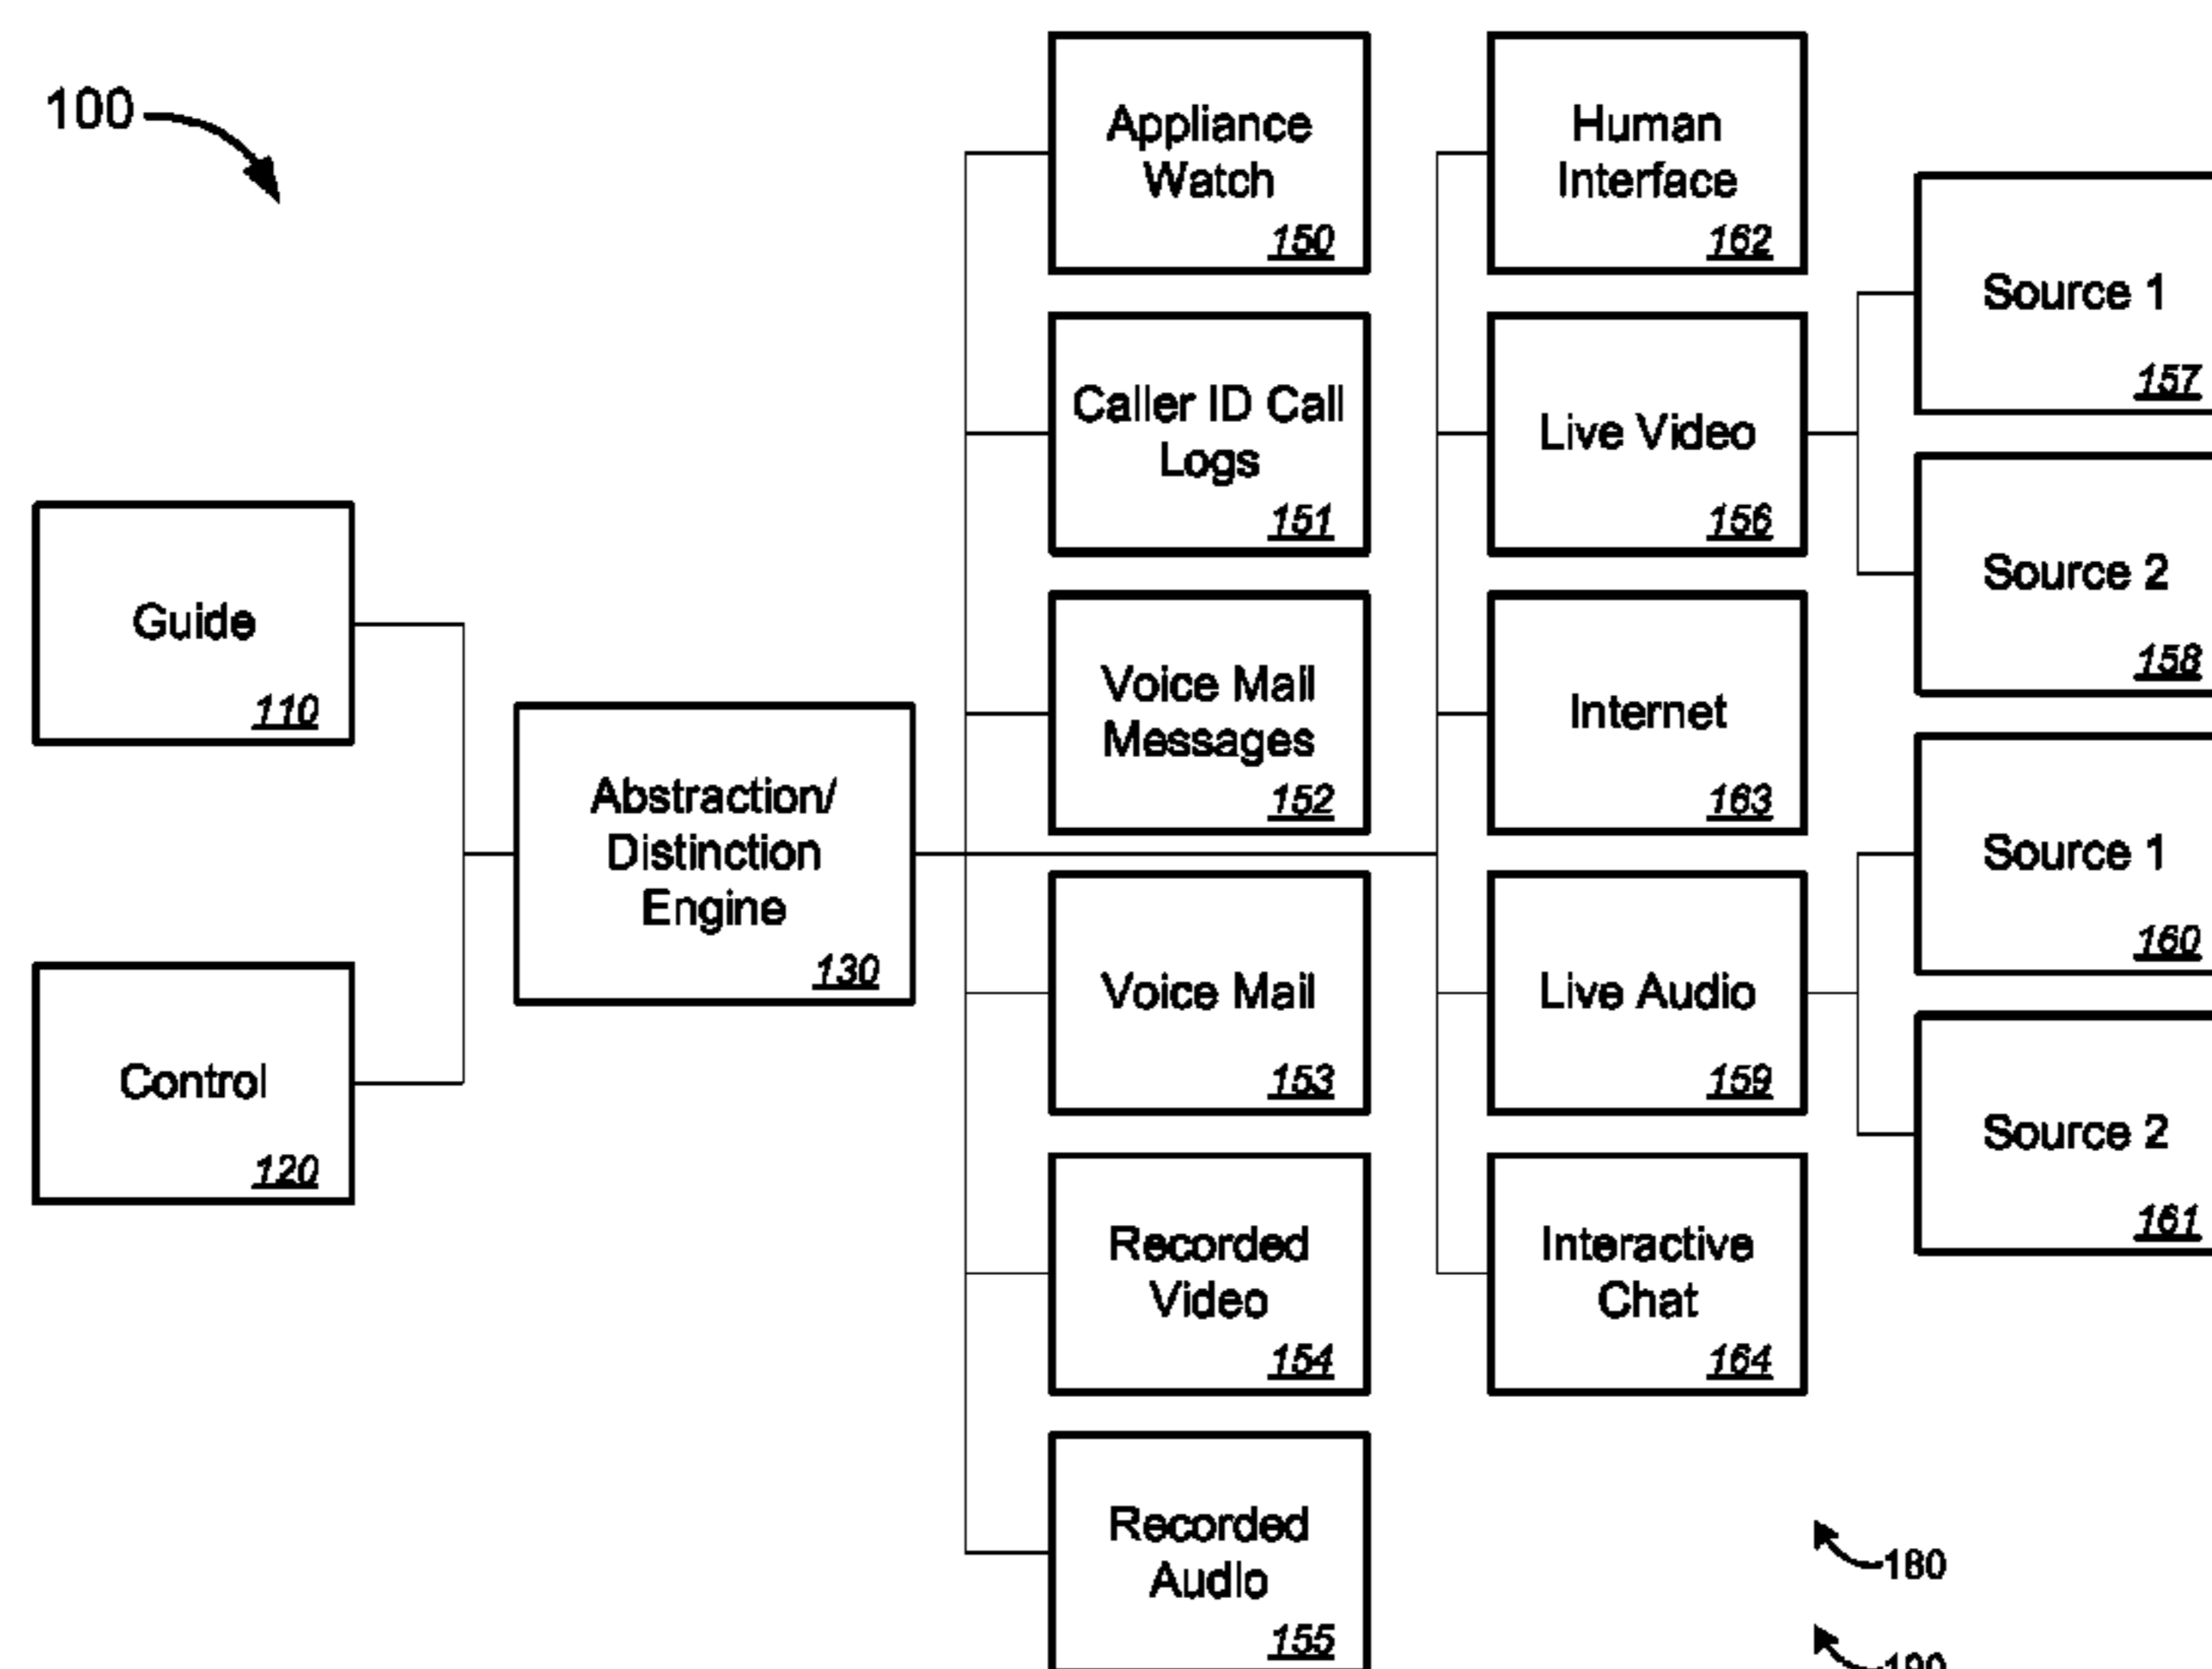 100
Guide
110
Control
120
Abstraction/
Distinction
Engine
130
Appliance
Watch
150
Caller ID Call
Logs
151
Voice Mail
Messages
152
Voice Mail
153
Recorded
Video
154
Recorded
Audio
155
Human
Interface
162
Live Video
156
Internet
163
Live Audio
159
Interactive
Chat
164
Source 1
157
Source 2
158
Source 1
160
Source 2
161
180
190